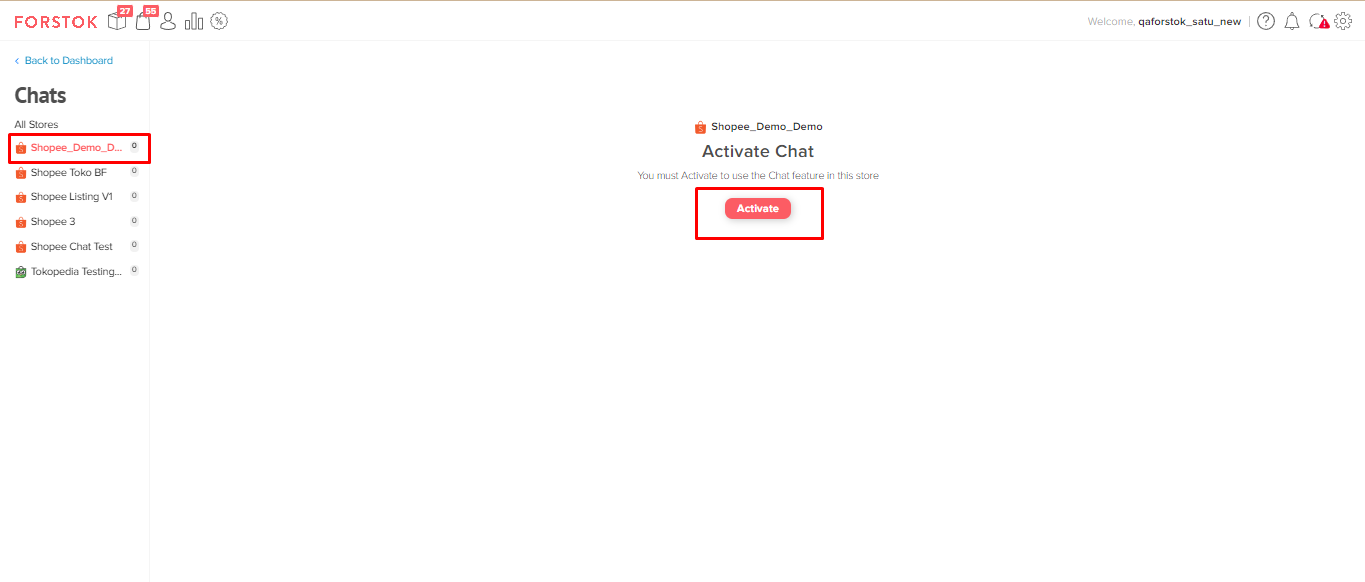 FORSTOK 27 55 % Welcome, qaforstok_satu_new ?
Back to Dashboard
Chats
All Stores
Shopee_Demo_D... 0
Shopee Toko BF 0
Shopee Listing V1 0
Shopee 3 0
Shopee Chat Test 0
Tokopedia Testing... 0
Shopee_Demo_Demo
Activate Chat
You must Activate to use the Chat feature in this store
Activate